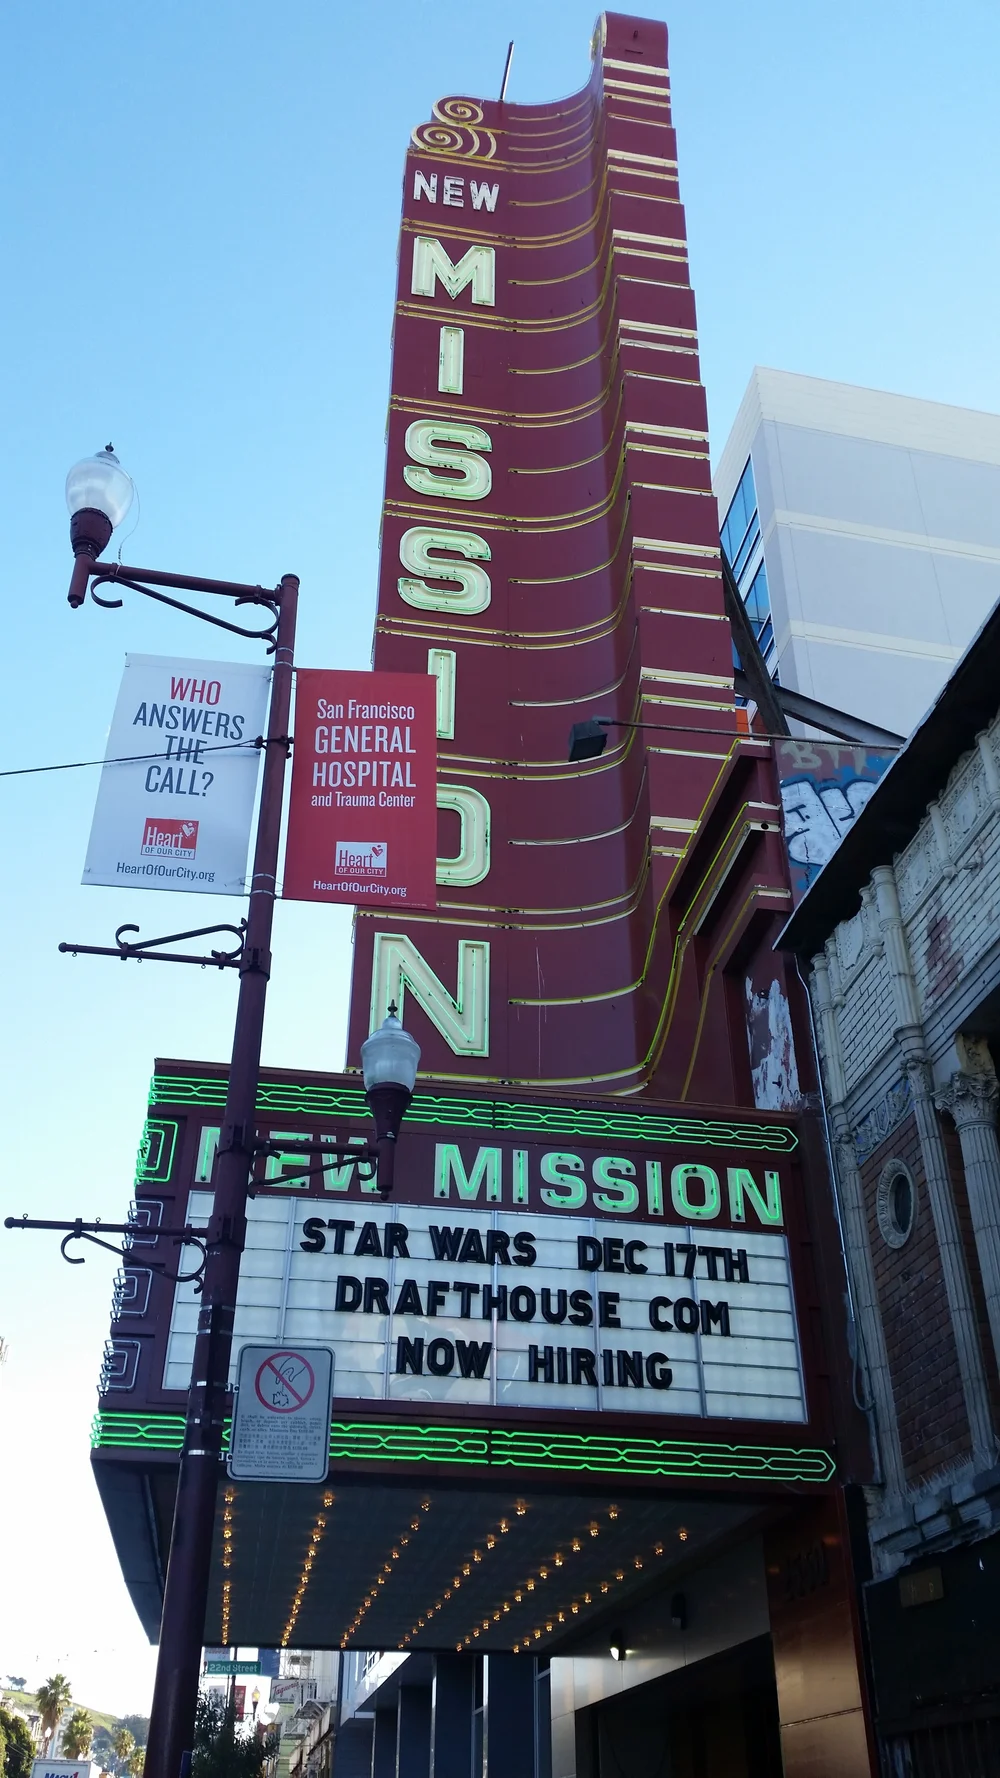 NEW
MISSION
WHO
ANSWERS
THE
CALL?
Heart
OF OUR CITY
HeartOfOurCity.org
San Francisco
GENERAL
HOSPITAL
and Trauma Center
Heart
OF OUR CITY
HeartOfOurCity.org
NEW MISSION
STAR WARS DEC 17TH
DRAFTHOUSE COM
NOW HIRING
22nd Street